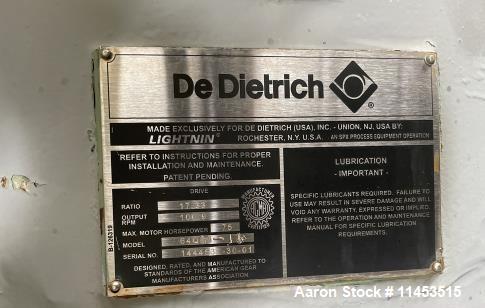 De Dietrich ®
MADE EXCLUSIVELY FOR DE DIETRICH (USA), INC. - UNION, NJ, USA BY:
LIGHTNIN® ROCHESTER, N.Y. U.S.A. - AN SPX PROCESS EQUIPMENT OPERATION
REFER TO INSTRUCTIONS FOR PROPER
INSTALLATION AND MAINTENANCE.
PATENT PENDING.
DRIVE
RATIO
OUTPUT
RPM
MAX. MOTOR HORSEPOWER 75
MODEL
SERIAL NO.
DESIGNED, RATED, AND MANUFACTURED TO
STANDARDS OF THE AMERICAN GEAR
MANUFACTURERS ASSOCIATION.
B-126319
LUBRICATION
- IMPORTANT -
SPECIFIC LUBRICANTS REQUIRED. FAILURE TO
USE MAY RESULT IN SEVERE DAMAGE AND WILL
VOID ANY WARRANTY, EXPRESSED OR IMPLIED.
REFER TO THE OPERATION AND MAINTENANCE
MANUAL FOR SPECIFIC LUBRICATION
REQUIREMENTS.
Aaron Stock # 11453515